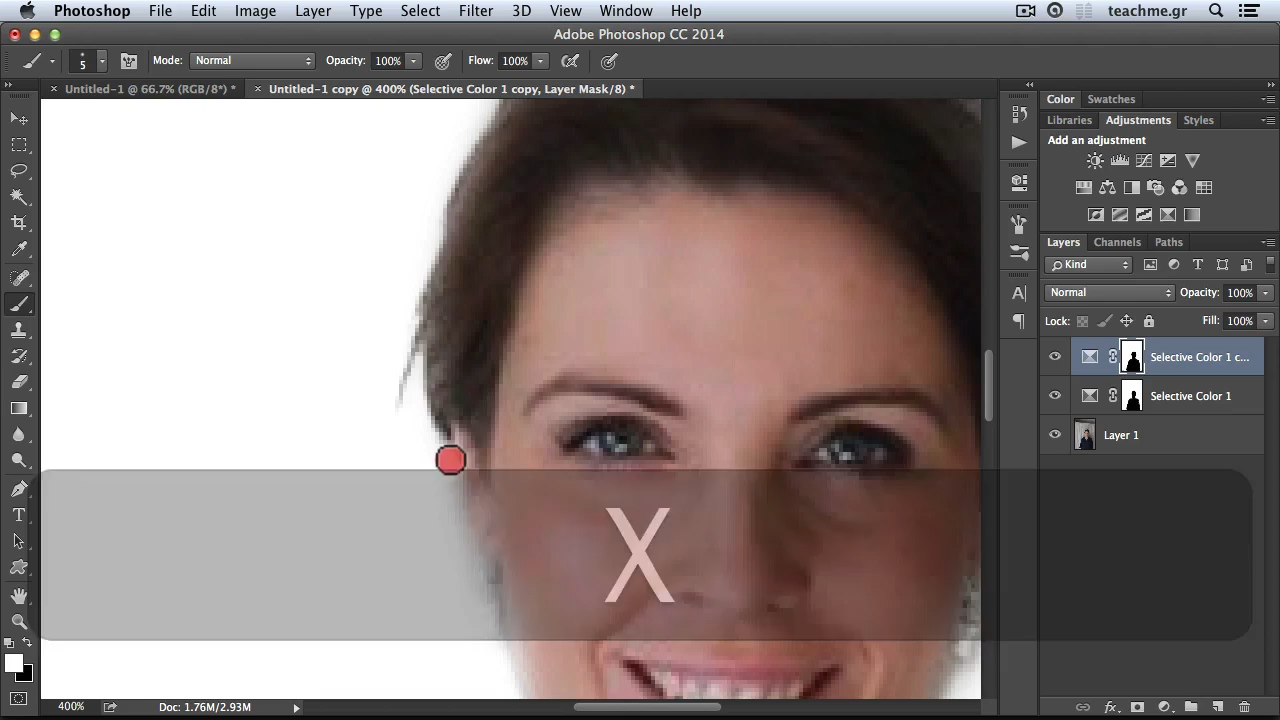 Photoshop File Edit Image Layer Type Select Filter 3D View Window Help teachme.gr
Adobe Photoshop CC 2014
5 Mode: Normal Opacity: 100% Flow: 100%
Untitled-1 @ 66.7% (RGB/8*) * Untitled-1 copy @ 400% (Selective Color 1 copy, Layer Mask/8) *
Color Swatches
Libraries Adjustments Styles
Add an adjustment
Layers Channels Paths
Kind
Normal Opacity: 100%
Lock: Fill: 100%
Selective Color 1 c...
Selective Color 1
Layer 1
X
400% Doc: 1.76M/2.93M